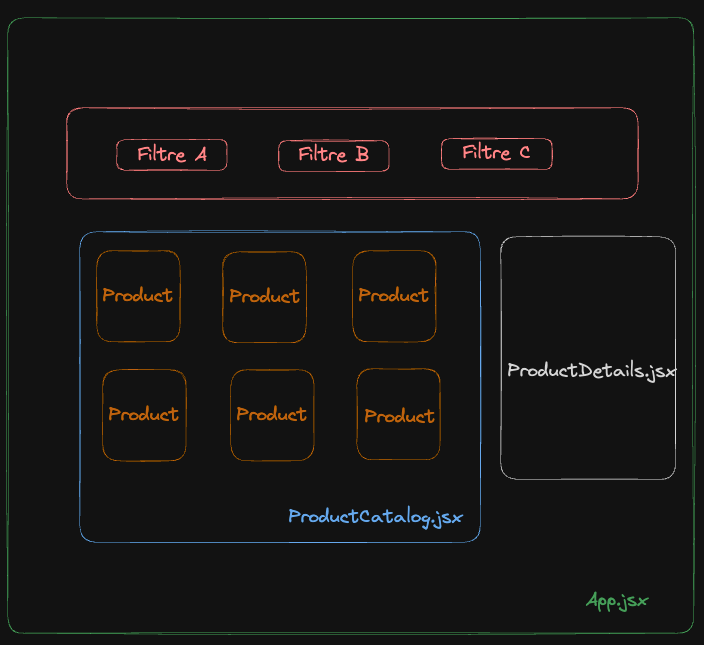 Filtre A
Filtre B
Filtre C
Product
Product
Product
ProductDetails.jsx
Product
Product
Product
ProductCatalog.jsx
App.jsx